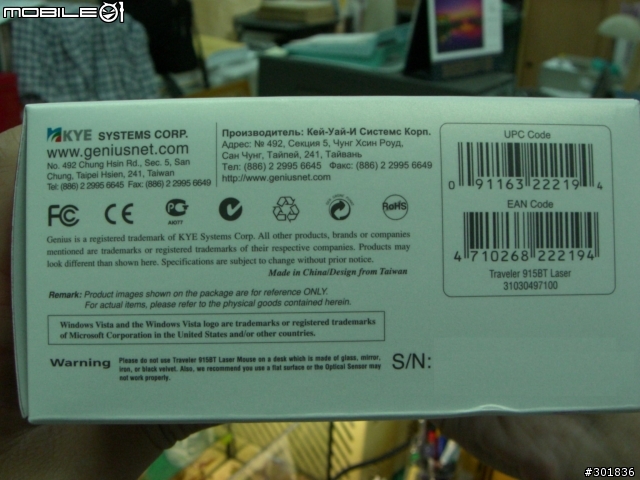 MOBILE01
KYE SYSTEMS CORP.
www.geniusnet.com
No. 492 Chung Hsin Rd., Sec. 5, San
Chung, Taipei Hsien, 241, Taiwan
Tel: (886) 2 2995 6645 Fax: (886) 2 2995 6649
Производитель: Кей-Уай-И Системс Корп.
Адрес: № 492, Секция 5, Чунг Хсин Роуд,
Сан Чунг, Тайпей, 241, Тайвань
Тел: (886) 2 2995 6645 Факс: (886) 2 2995 6649
http://www.geniusnet.com
FC CE RoHS
Genius is a registered trademark of KYE Systems Corp. All other products, brands or companies
mentioned are trademarks or registered trademarks of their respective companies. Products may
look different than shown here. Specifications are subject to change without prior notice.
Made in China/Design from Taiwan
Remark: Product images shown on the package are for reference ONLY.
For actual items, please refer to the physical goods contained herein.
Windows Vista and the Windows Vista logo are trademarks or registered trademarks
of Microsoft Corporation in the United States and/or other countries.
Warning
Please do not use Traveler 915BT Laser Mouse on a desk which is made of glass, mirror,
iron, or black velvet. Also, we recommend you use a flat surface or the Optical Sensor may
not work properly.
S/N:
UPC Code
0 91163 22219 4
EAN Code
4 710268 222194
Traveler 915BT Laser
31030497100
#301836